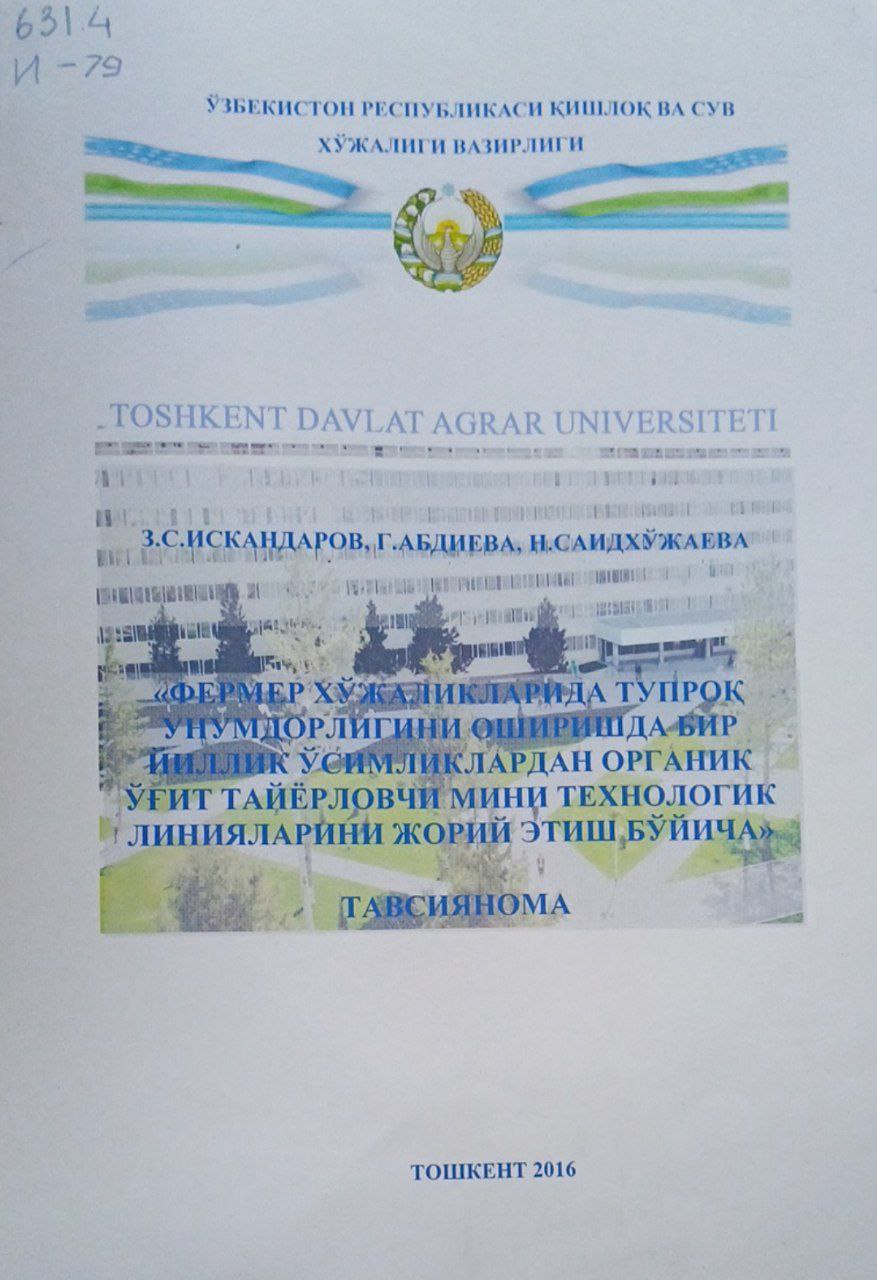 631.4
И-79
ЎЗБЕКИСТОН РЕСПУБЛИКАСИ ҚИШЛОҚ ВА СУВ
ХЎЖАЛИГИ ВАЗИРЛИГИ
TOSHKENT DAVLAT AGRAR UNIVERSITETI
З.С.ИСКАНДАРОВ, Г.АБДИЕВА, Н.САИДХЎЖАЕВА
«ФЕРМЕР ХЎЖАЛИКЛАРИДА ТУПРОҚ
УНУМДОРЛИГИНИ ОШИРИШДА БИР
ЙИЛЛИК ЎСИМЛИКЛАРДАН ОРГАНИК
ЎҒИТ ТАЙЁРЛОВЧИ МИНИ ТЕХНОЛОГИК
ЛИНИЯЛАРИНИ ЖОРИЙ ЭТИШ БЎЙИЧА»
ТАВСИЯНОМА
ТОШКЕНТ 2016